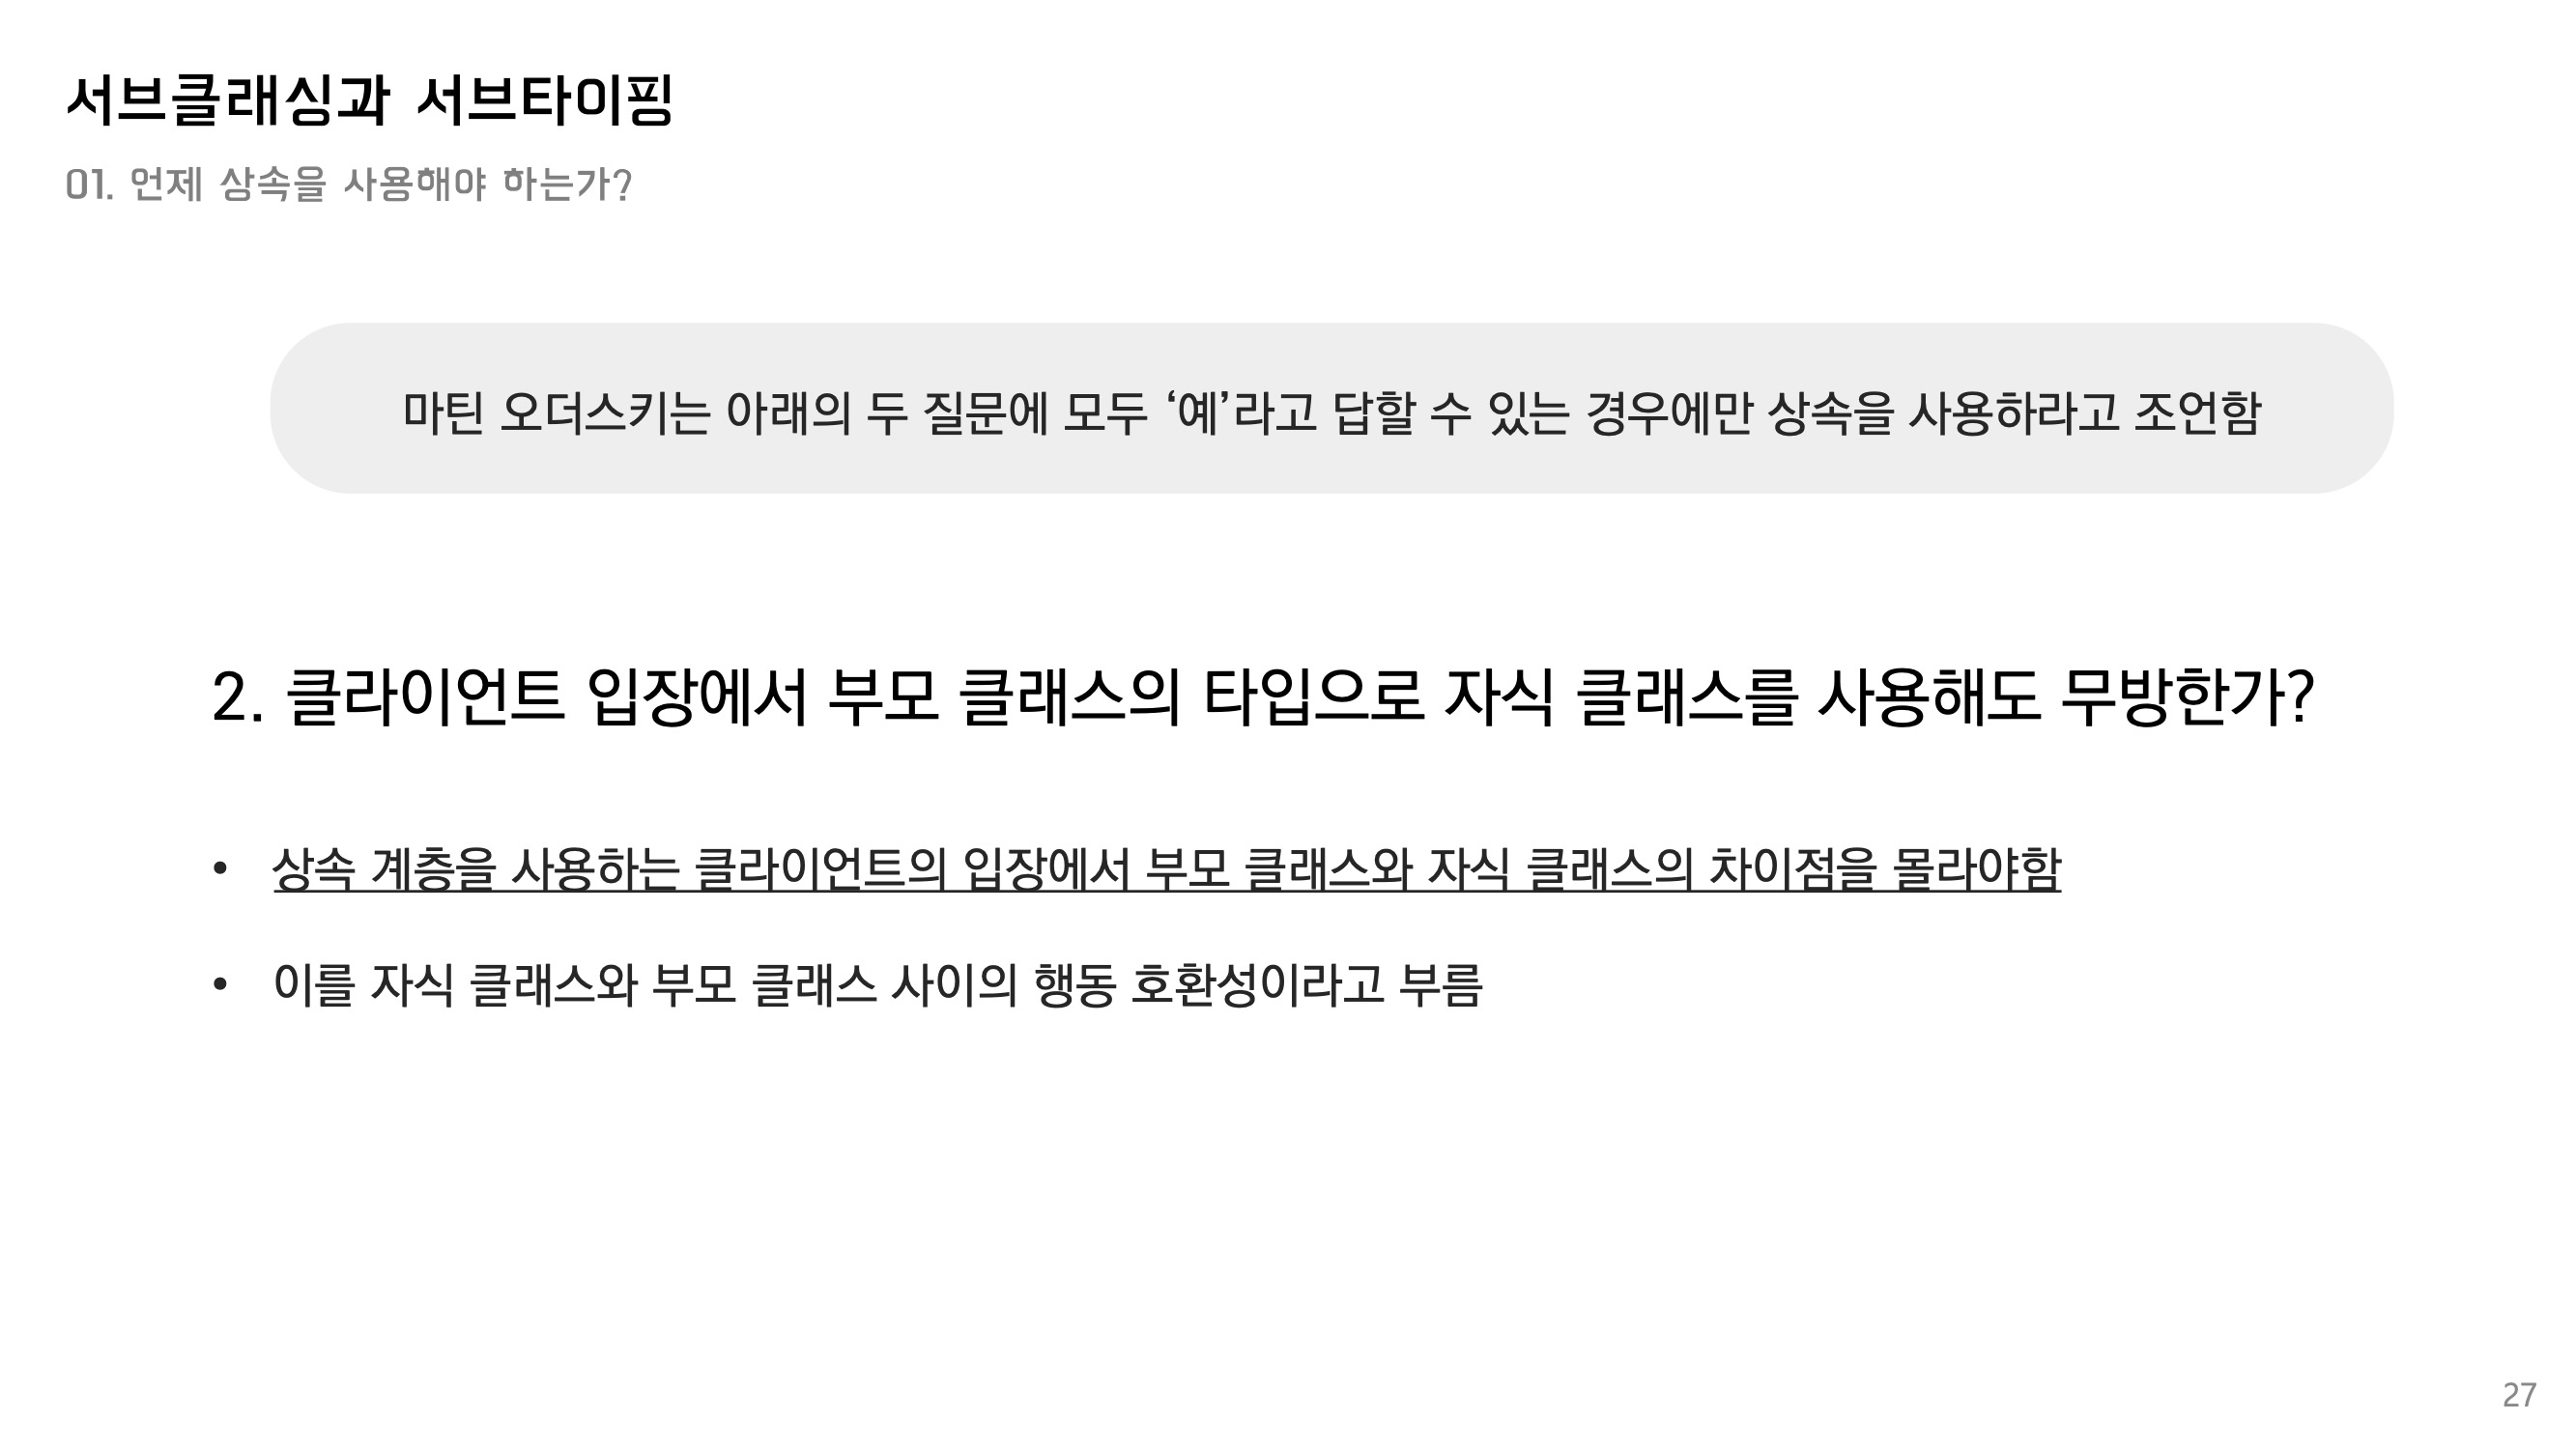 서브클래싱과 서브타이핑
01. 언제 상속을 사용해야 하는가?
마틴 오더스키는 아래의 두 질문에 모두 ‘예’라고 답할 수 있는 경우에만 상속을 사용하라고 조언함
2. 클라이언트 입장에서 부모 클래스의 타입으로 자식 클래스를 사용해도 무방한가?
• 상속 계층을 사용하는 클라이언트의 입장에서 부모 클래스와 자식 클래스의 차이점을 몰라야함
• 이를 자식 클래스와 부모 클래스 사이의 행동 호환성이라고 부름
27